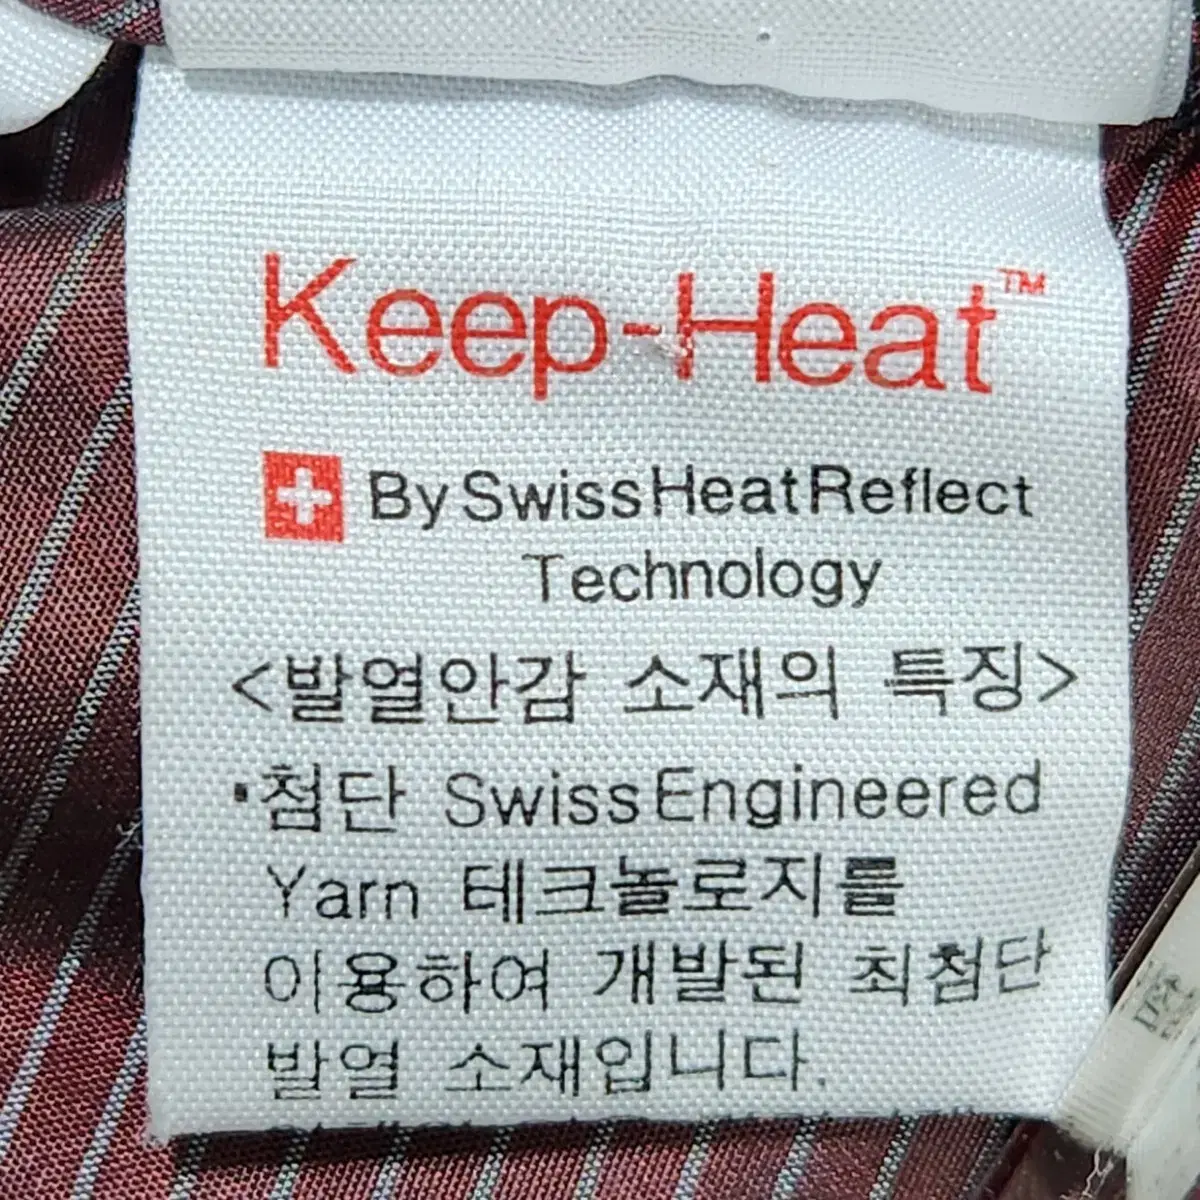 Keep-Heat™
By Swiss Heat Reflect
Technology
<발열안감 소재의 특징>
·첨단 Swiss Engineered
Yarn 테크놀로지를
이용하여 개발된 최첨단
발열 소재입니다.